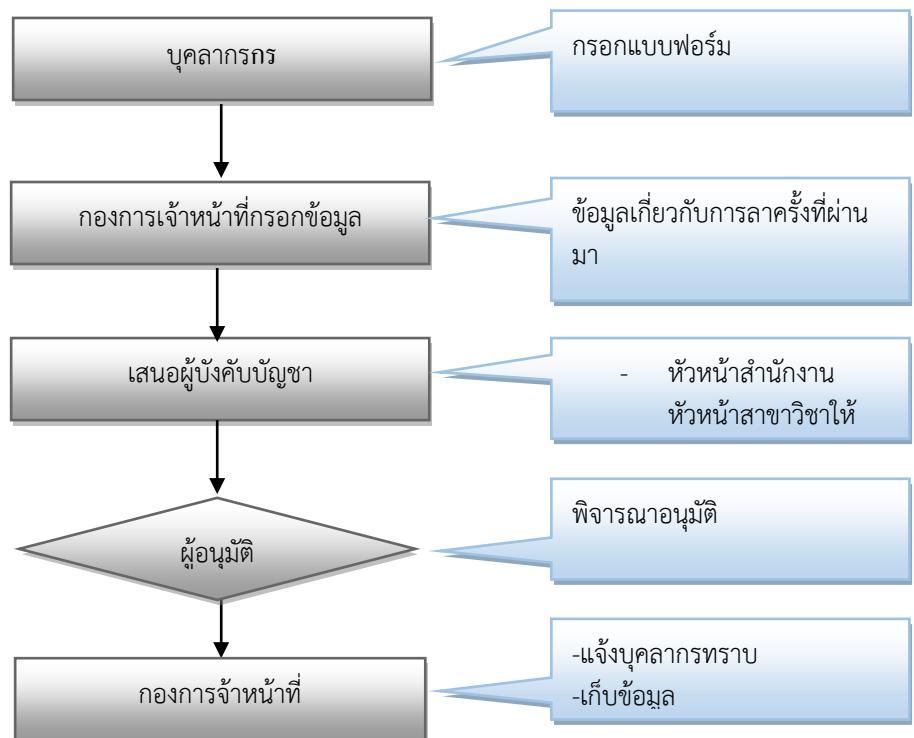 บุคลากรกร
กรอกแบบฟอร์ม
กองการเจ้าหน้าที่กรอกข้อมูล
ข้อมูลเกี่ยวกับการลาครั้งที่ผ่าน
มา
เสนอผู้บังคับบัญชา
- หัวหน้าสำนักงาน
หัวหน้าสาขาวิชาให้
ผู้อนุมัติ
พิจารณาอนุมัติ
กองการจ้าหน้าที่
-แจ้งบุคลากรทราบ
-เก็บข้อมูล